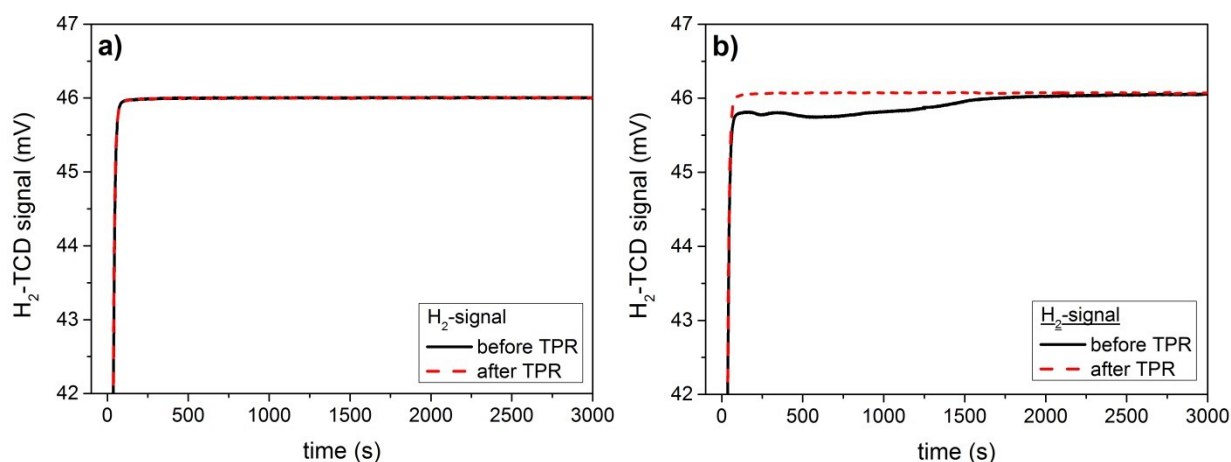 a)
47
46
45
44
43
42
H₂-TCD signal (mV)
0 500 1000 1500 2000 2500 3000
time (s)
H₂-signal
before TPR
after TPR
b)
47
46
45
44
43
42
H₂-TCD signal (mV)
0 500 1000 1500 2000 2500 3000
time (s)
H₂-signal
before TPR
after TPR